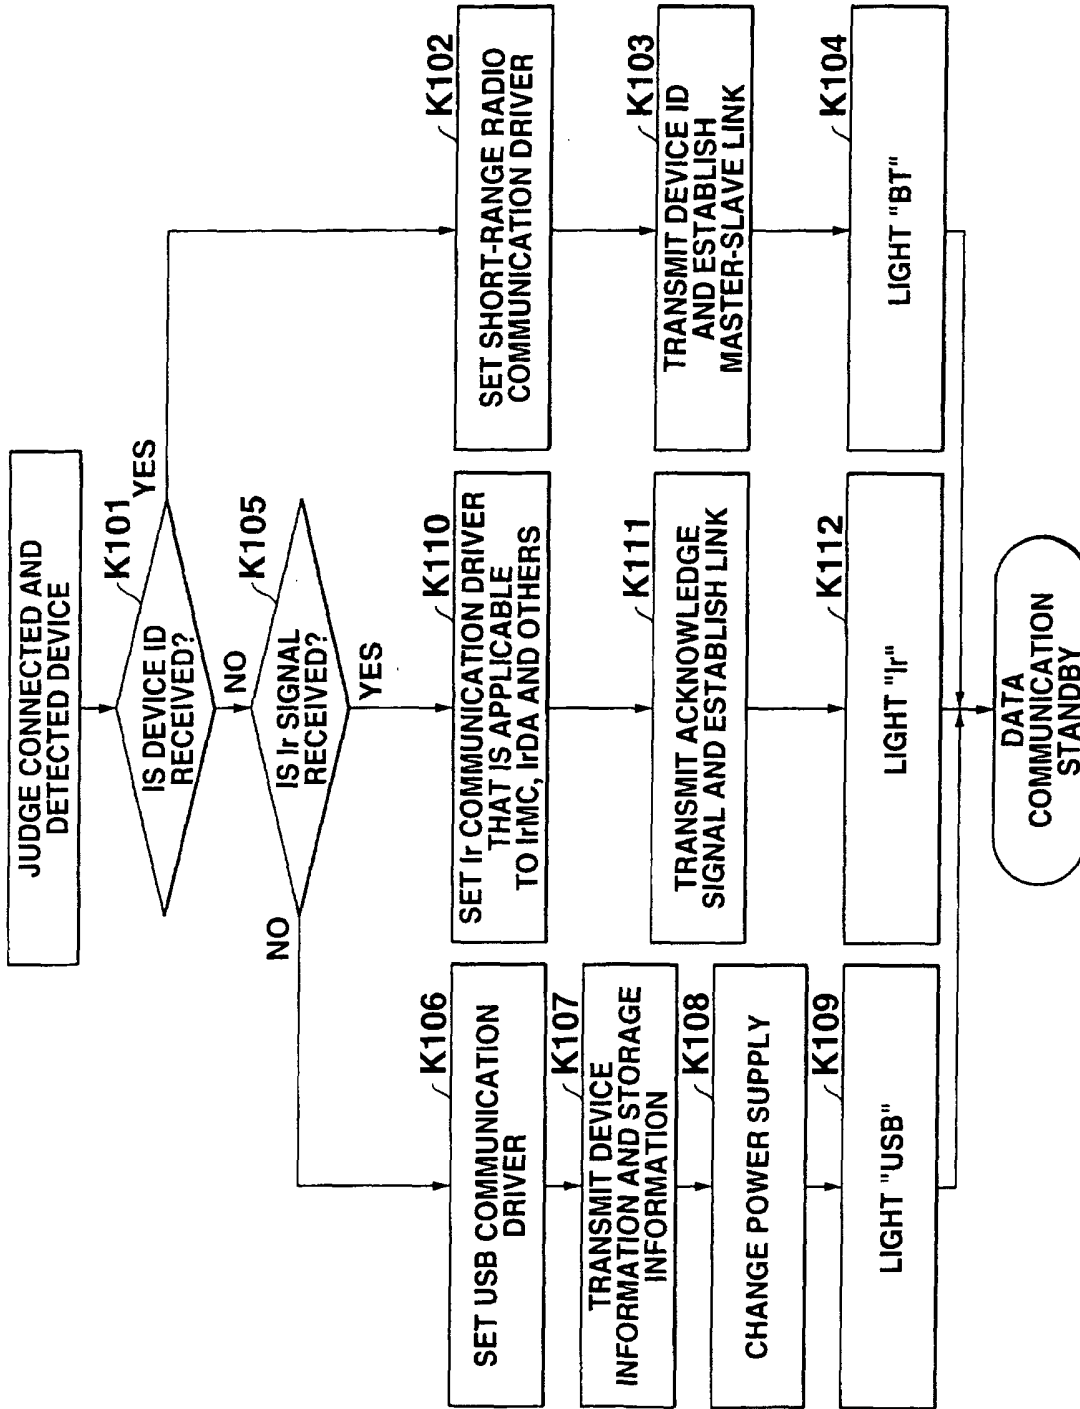 JUDGE CONNECTED AND
DETECTED DEVICE
K101
IS DEVICE ID
RECEIVED?
YES
NO
K105
IS Ir SIGNAL
RECEIVED?
NO
YES
K106
SET USB COMMUNICATION
DRIVER
K107
TRANSMIT DEVICE
INFORMATION AND STORAGE
INFORMATION
K108
CHANGE POWER SUPPLY
K109
LIGHT "USB"
K110
SET Ir COMMUNICATION DRIVER
THAT IS APPLICABLE
TO IrMC, IrDA AND OTHERS
K111
TRANSMIT ACKNOWLEDGE
SIGNAL AND ESTABLISH LINK
K112
LIGHT "Ir"
K102
SET SHORT-RANGE RADIO
COMMUNICATION DRIVER
K103
TRANSMIT DEVICE ID
AND ESTABLISH
MASTER-SLAVE LINK
K104
LIGHT "BT"
DATA
COMMUNICATION
STANDBY